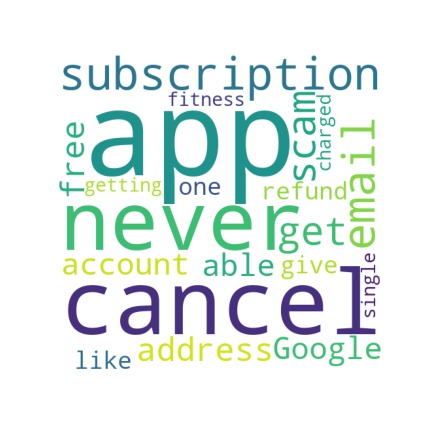 subscription
fitness
app
scam
charged
free
getting
one
refund
email
never
get
account
able
give
single
cancel
like
address
Google